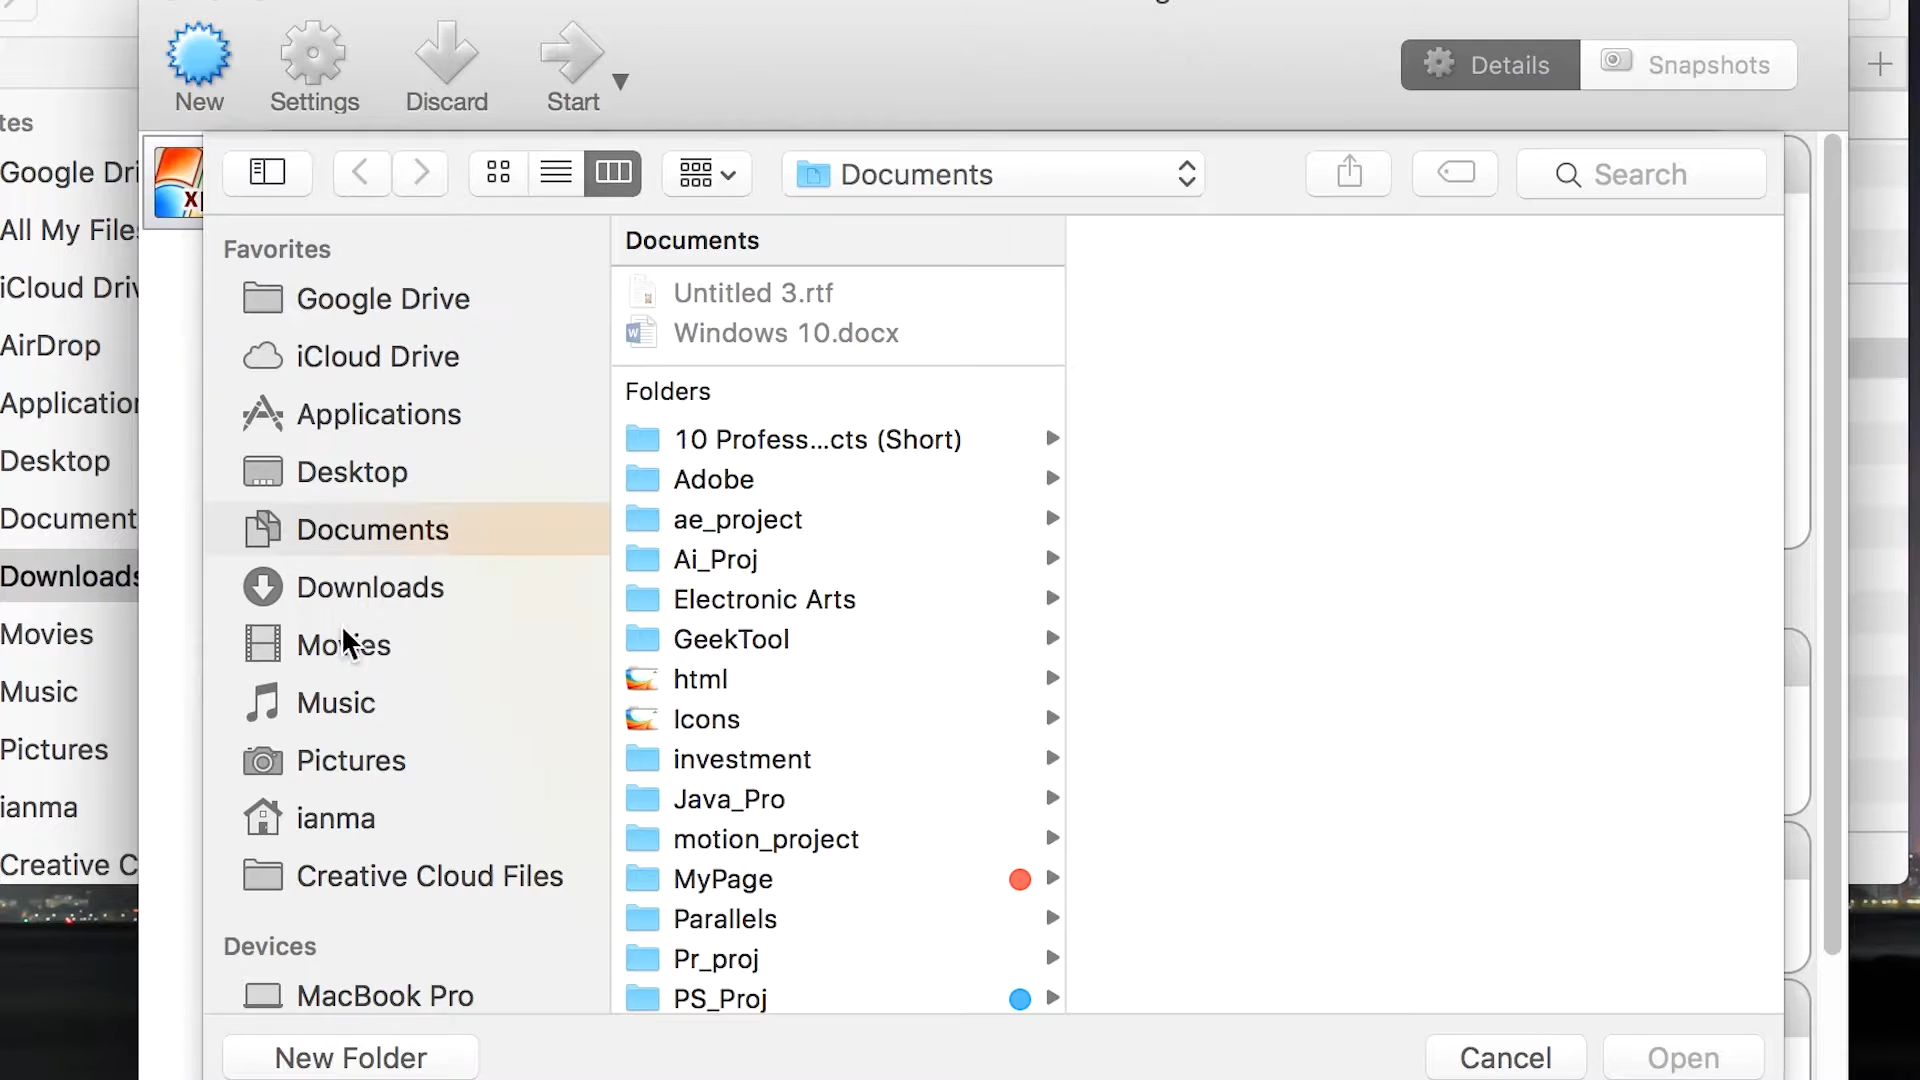 New
Settings
Discard
Start
Details
Snapshots
tes
Google Dri
All My File
iCloud Driv
AirDrop
Application
Desktop
Document
Downloads
Movies
Music
Pictures
ianma
Creative C
Documents
Search
Favorites
Google Drive
iCloud Drive
Applications
Desktop
Documents
Downloads
Movies
Music
Pictures
ianma
Creative Cloud Files
Devices
MacBook Pro
Documents
Untitled 3.rtf
Windows 10.docx
Folders
10 Profess...cts (Short)
Adobe
ae_project
Ai_Proj
Electronic Arts
GeekTool
html
Icons
investment
Java_Pro
motion_project
MyPage
Parallels
Pr_proj
PS_Proj
New Folder
Cancel
Open